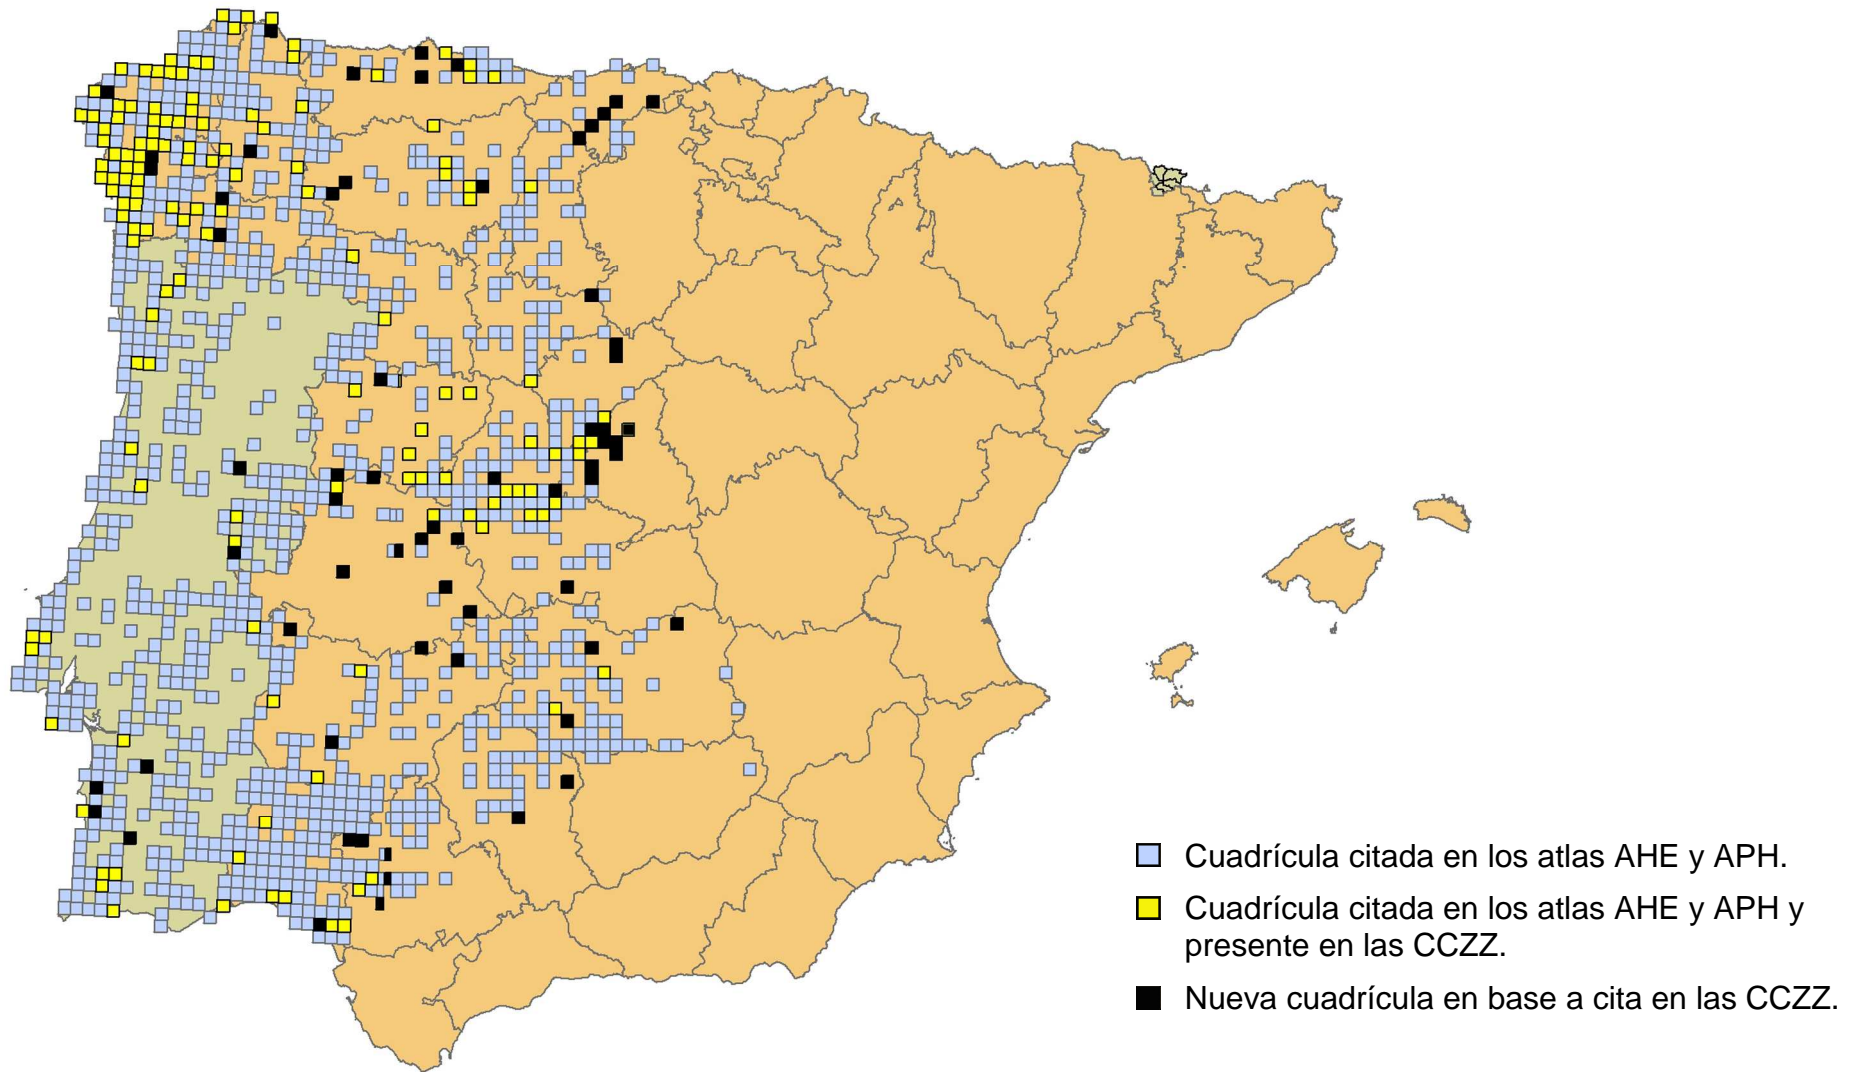 Cuadrícula citada en los atlas AHE y APH.
Cuadrícula citada en los atlas AHE y APH y
presente en las CCZZ.
Nueva cuadrícula en base a cita en las CCZZ.